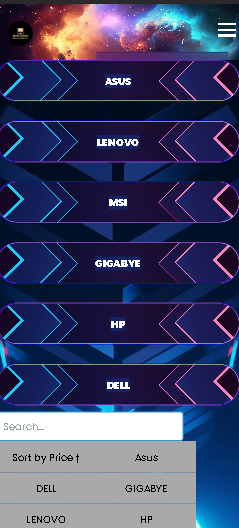 ASUS
LENOVO
MSI
GIGABYE
HP
DELL
Search...
Sort by Price ↑ Asus
DELL GIGABYE
LENOVO HP